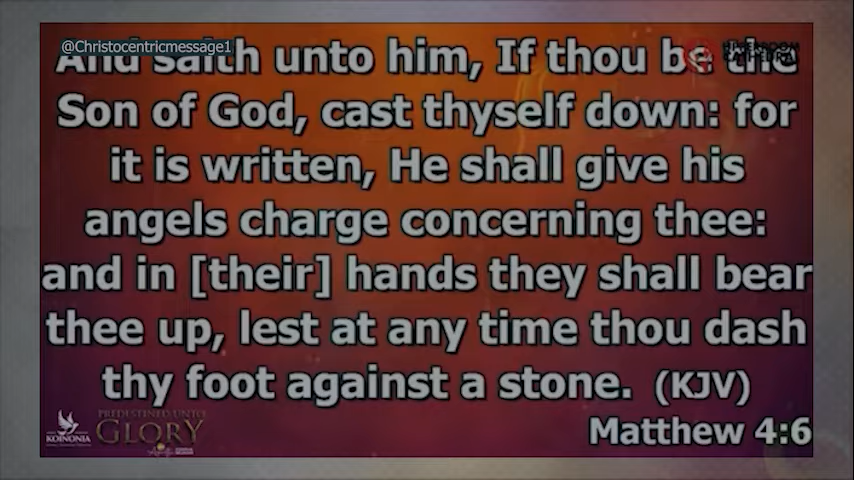 @Christocentricmessage1
And saith unto him, If thou be the
Son of God, cast thyself down: for
it is written, He shall give his
angels charge concerning thee:
and in [their] hands they shall bear
thee up, lest at any time thou dash
thy foot against a stone. (KJV)
Matthew 4:6
KOINONIA
PREDESTINED UNTO
GLORY